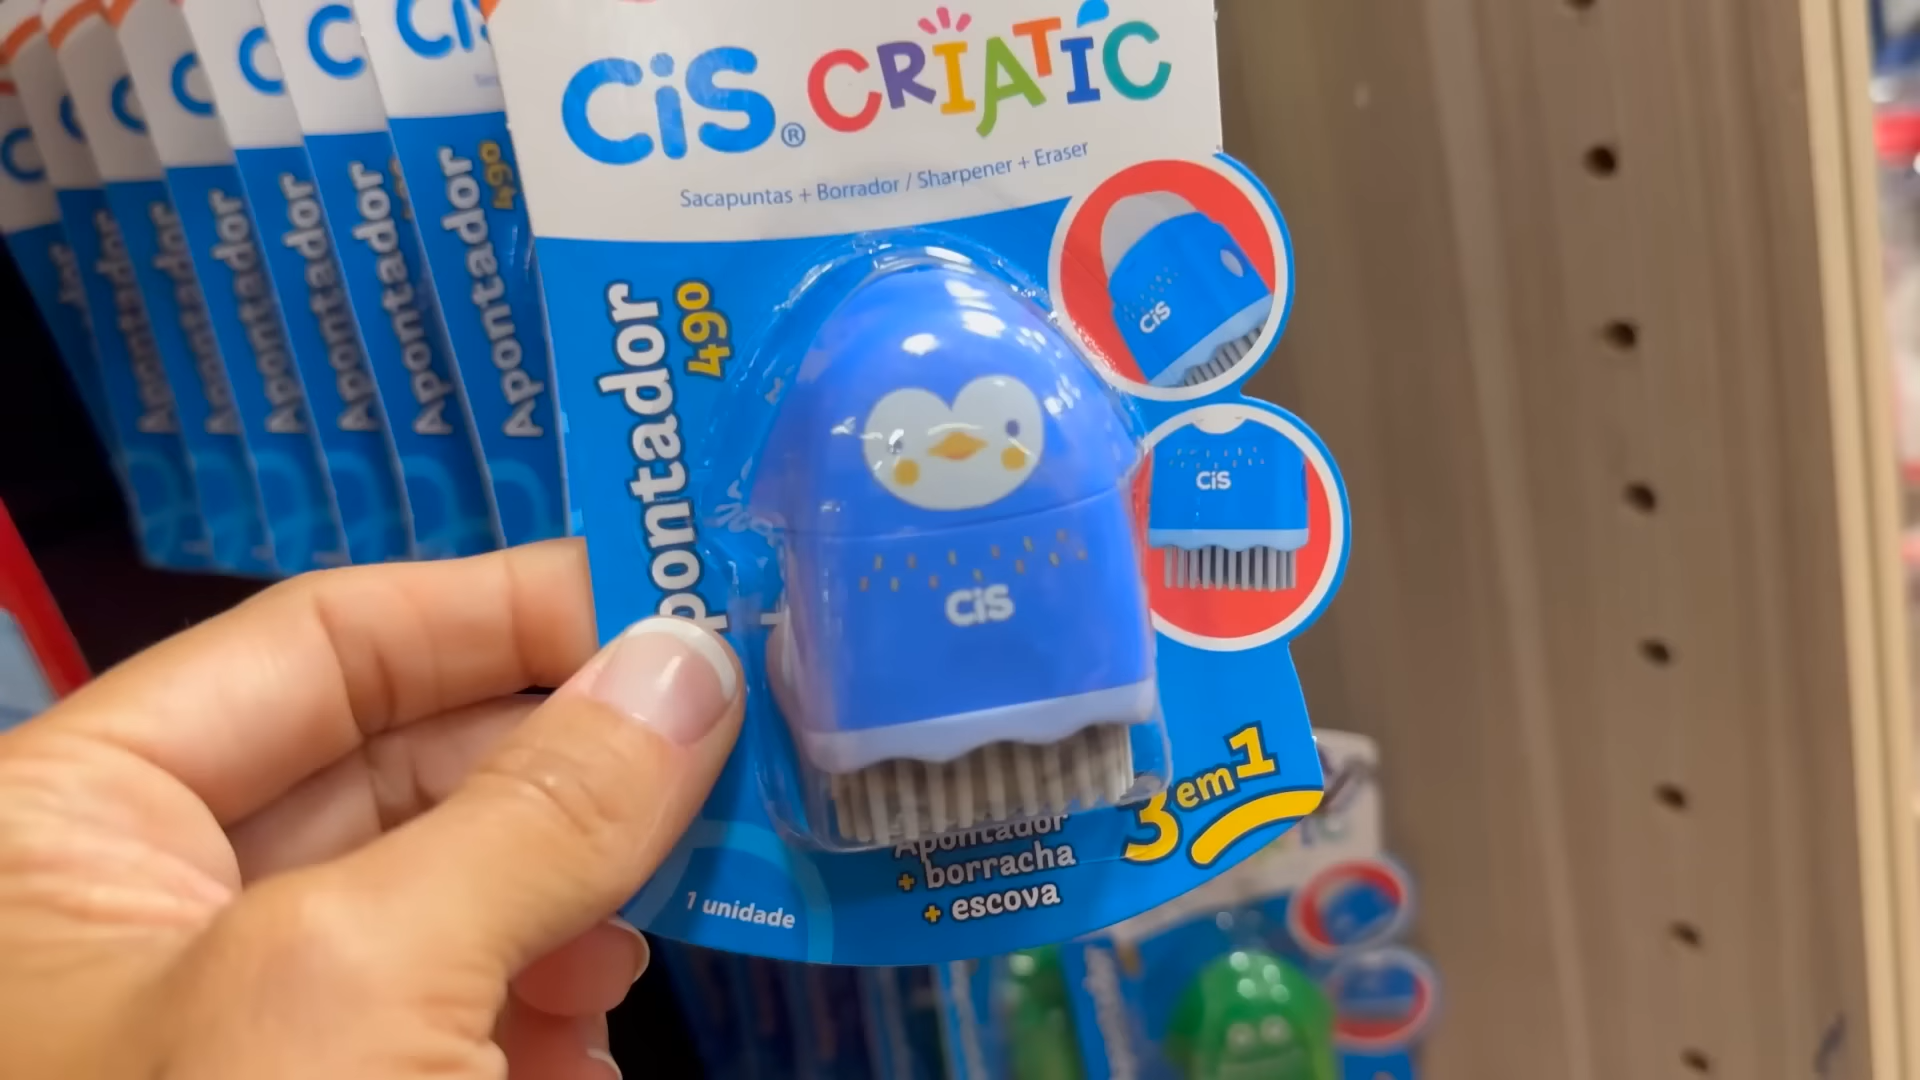 CiS® CRIATIC
Sacapuntas + Borrador / Sharpener + Eraser
Apontador
490
CiS
CiS
CiS
3 em 1
Apontador
+ borracha
+ escova
1 unidade
CiS
Apontador
490
Apontador
Apontador
Apontador
Apontador
Apontador